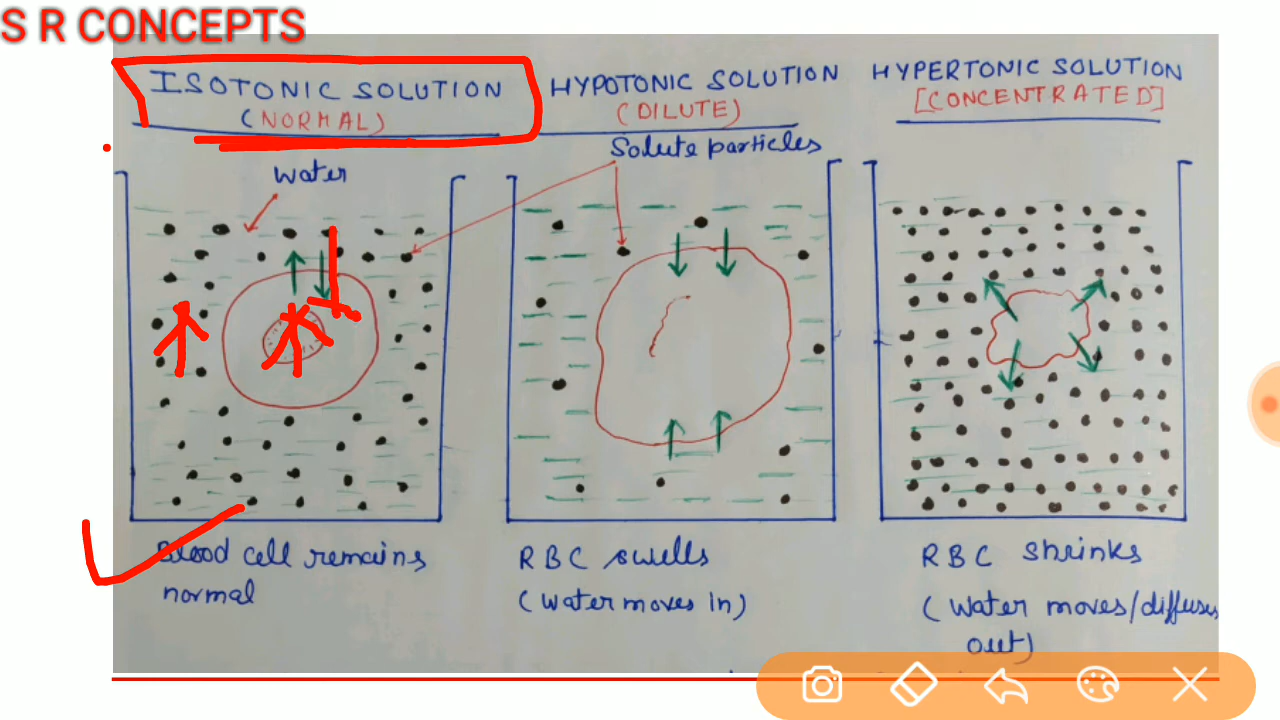 S R CONCEPTS
ISOTONIC SOLUTION
(NORMAL)
HYPOTONIC SOLUTION
(DILUTE)
HYPERTONIC SOLUTION
[CONCENTRATED]
Water
Solute particles
Blood cell remains
normal
RBC swells
(Water moves in)
RBC Shrinks
(Water moves/diffuses
out)